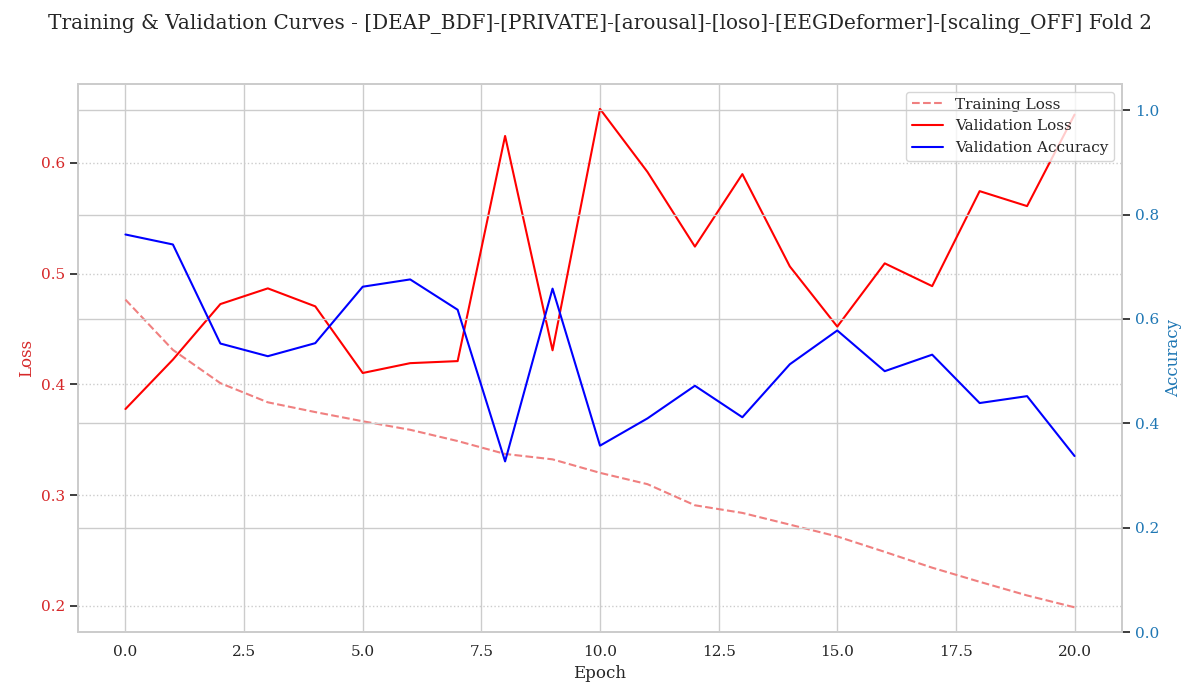 Training & Validation Curves - [DEAP_BDF]-[PRIVATE]-[arousal]-[loso]-[EEGDeformer]-[scaling_OFF] Fold 2
Training Loss
Validation Loss
Validation Accuracy
Loss
0.6
0.5
0.4
0.3
0.2
1.0
0.8
0.6
0.4
0.2
0.0
Accuracy
0.0 2.5 5.0 7.5 10.0 12.5 15.0 17.5 20.0
Epoch